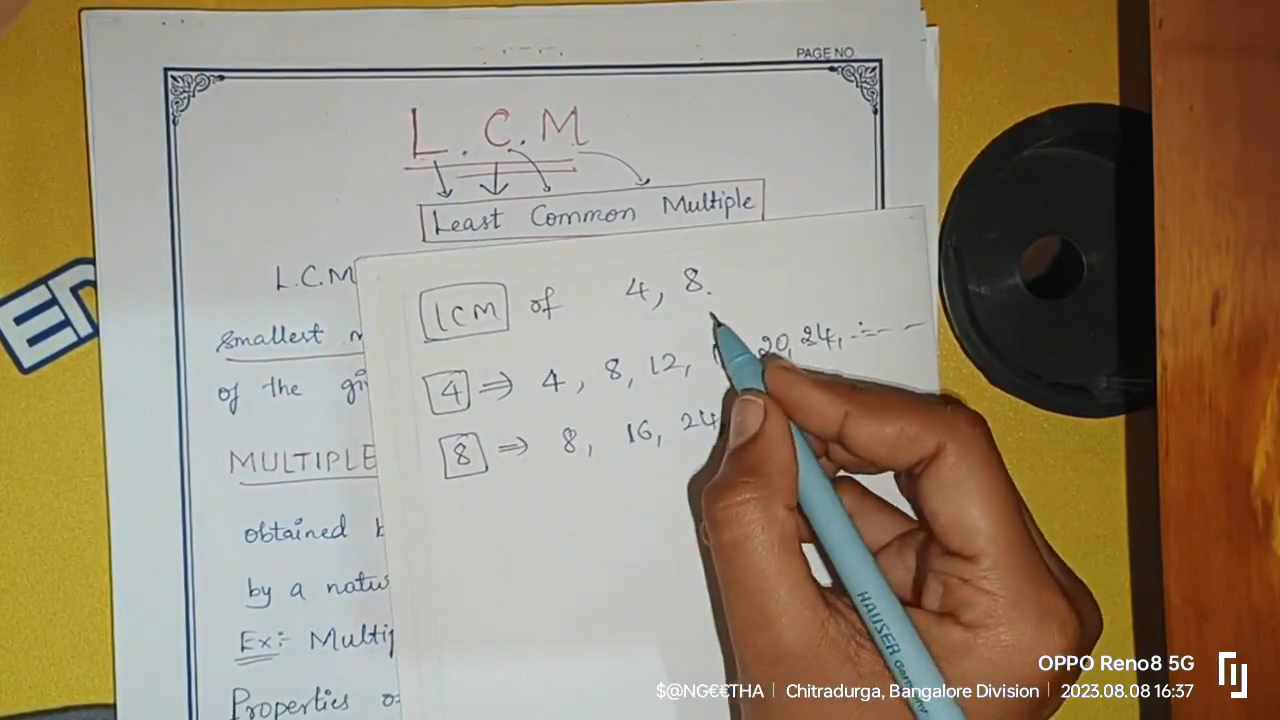 PAGE NO
L.C.M
Least Common Multiple
L.C.M
smallest
of the
MULTIPLE
obtained
by a
Ex:-
Properties
LCM of 4, 8.
4 ⇒ 4, 8, 12, 20, 24, ---
8 ⇒ 8, 16, 24
HAUSER Germany
OPPO Reno8 5G
$@NG€€THA | Chitradurga, Bangalore Division | 2023.08.08 16:37